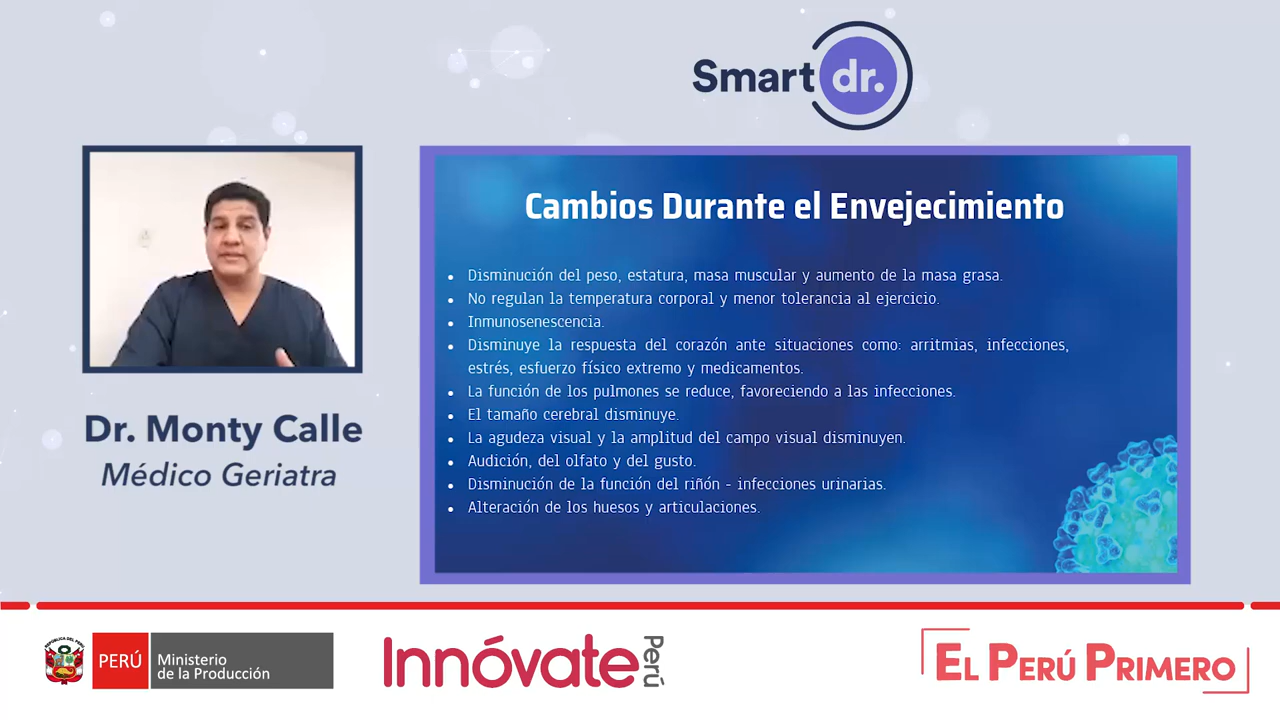 Smart dr.
Cambios Durante el Envejecimiento
• Disminución del peso, estatura, masa muscular y aumento de la masa grasa.
• No regulan la temperatura corporal y menor tolerancia al ejercicio.
• Inmunosenescencia.
• Disminuye la respuesta del corazón ante situaciones como: arritmias, infecciones,
estrés, esfuerzo físico extremo y medicamentos.
• La función de los pulmones se reduce, favoreciendo a las infecciones.
• El tamaño cerebral disminuye.
• La agudeza visual y la amplitud del campo visual disminuyen.
• Audición, del olfato y del gusto.
• Disminución de la función del riñón - infecciones urinarias.
• Alteración de los huesos y articulaciones.
Dr. Monty Calle
Médico Geriatra
REPÚBLICA DEL PERÚ
PERÚ
Ministerio
de la Producción
Innóvate Perú
EL PERÚ PRIMERO